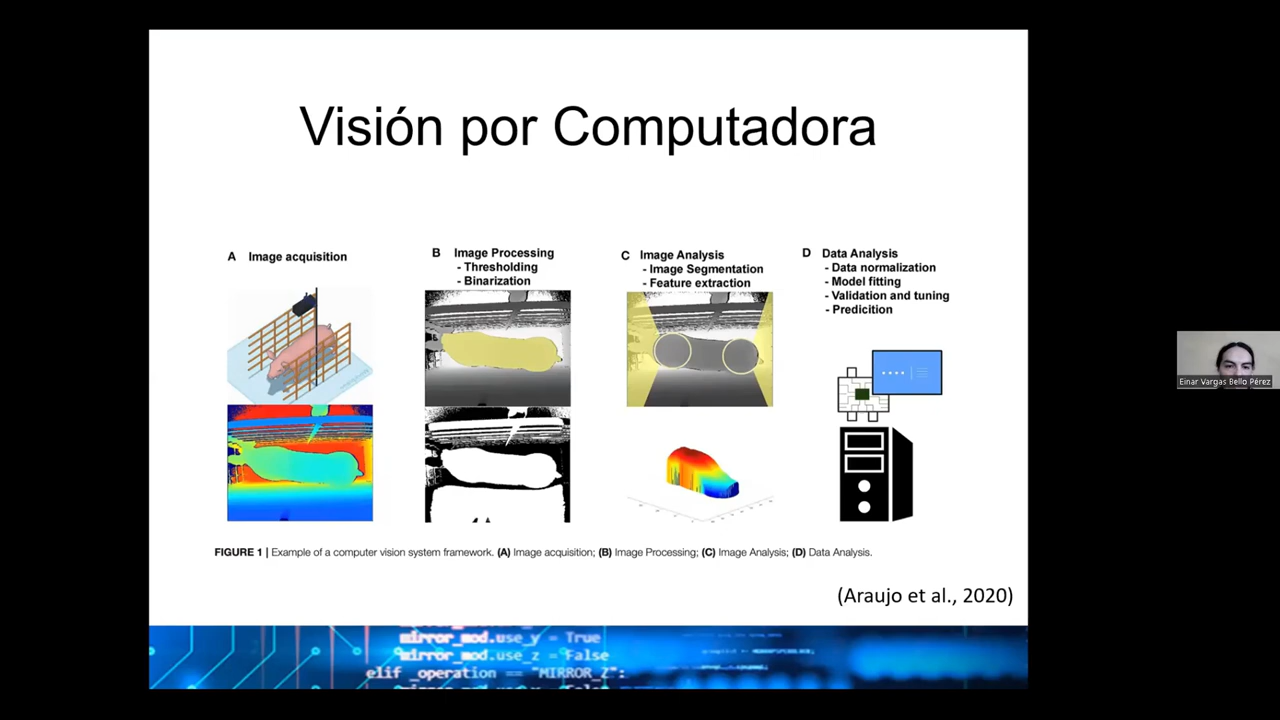 Visión por Computadora
A Image acquisition
B Image Processing
- Thresholding
- Binarization
C Image Analysis
- Image Segmentation
- Feature extraction
D Data Analysis
- Data normalization
- Model fitting
- Validation and tuning
- Predicition
FIGURE 1 | Example of a computer vision system framework. (A) Image acquisition; (B) Image Processing; (C) Image Analysis; (D) Data Analysis.
(Araujo et al., 2020)
mirror_mod.use_y = True
mirror_mod.use_z = False
elif _operation == "MIRROR_Z":
Einar Vargas Bello Pérez